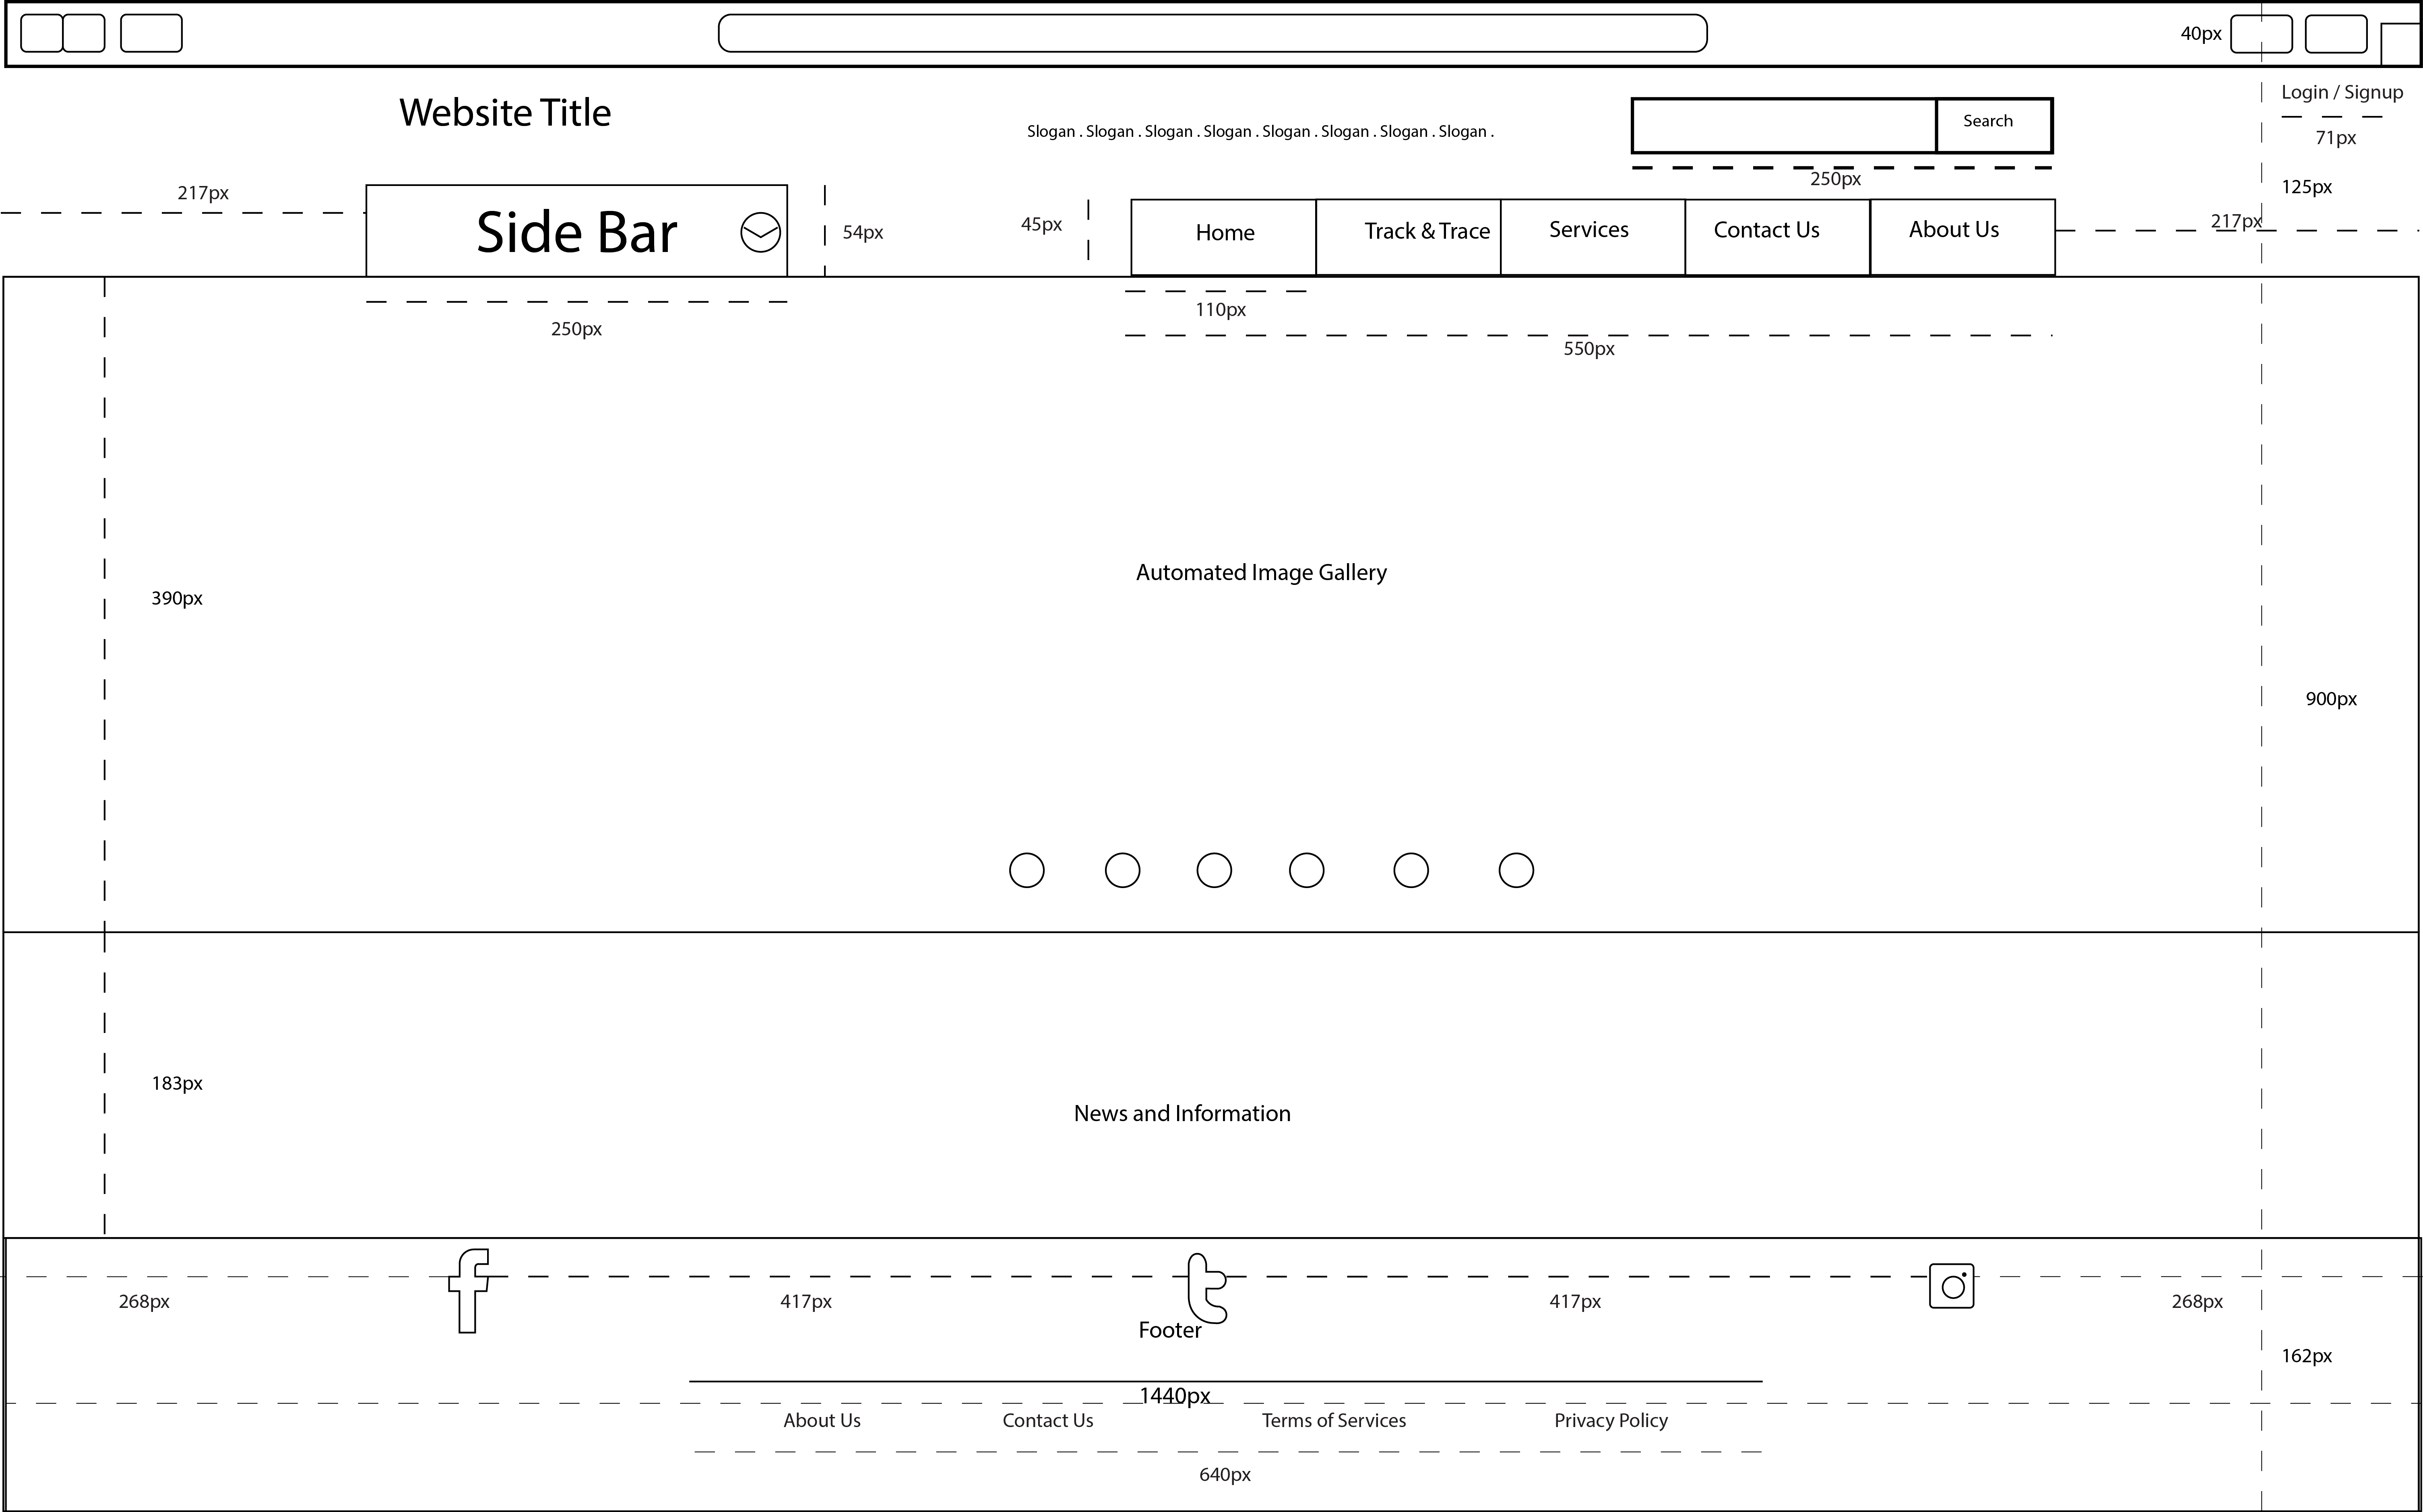 40px
Login / Signup
Website Title
Search
Slogan . Slogan . Slogan . Slogan . Slogan . Slogan . Slogan . Slogan .
71px
250px
125px
217px
217px
Side Bar
54px
45px
Home
Track & Trace
Services
Contact Us
About Us
110px
250px
550px
Automated Image Gallery
390px
900px
183px
News and Information
268px
417px
417px
268px
Footer
162px
1440px
About Us
Contact Us
Terms of Services
Privacy Policy
640px